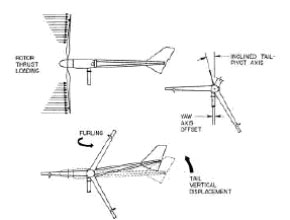 ROTOR
THRUST
LOADING
INCLINED TAIL-
PIVOT AXIS
YAW
AXIS
OFFSET
FURLING
TAIL
VERTICAL
DISPLACEMENT